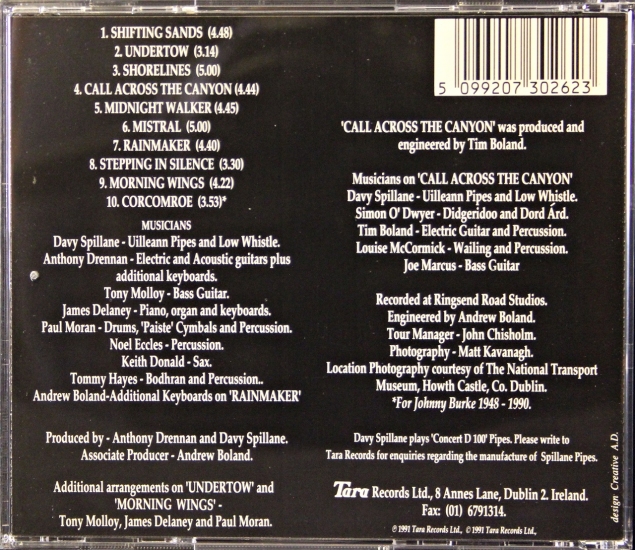 1. SHIFTING SANDS (4.48)
2. UNDERTOW (3.14)
3. SHORELINES (5.00)
4. CALL ACROSS THE CANYON (4.44)
5. MIDNIGHT WALKER (4.45)
6. MISTRAL (5.00)
7. RAINMAKER (4.40)
8. STEPPING IN SILENCE (3.30)
9. MORNING WINGS (4.22)
10. CORCOMROE (3.53)*
MUSICIANS
Davy Spillane - Uilleann Pipes and Low Whistle.
Anthony Drennan - Electric and Acoustic guitars plus
additional keyboards.
Tony Molloy - Bass Guitar.
James Delaney - Piano, organ and keyboards.
Paul Moran - Drums, 'Paiste' Cymbals and Percussion.
Noel Eccles - Percussion.
Keith Donald - Sax.
Tommy Hayes - Bodhran and Percussion..
Andrew Boland-Additional Keyboards on 'RAINMAKER'
Produced by - Anthony Drennan and Davy Spillane.
Associate Producer - Andrew Boland.
Additional arrangements on 'UNDERTOW' and
'MORNING WINGS' -
Tony Molloy, James Delaney and Paul Moran.
5 099207 302623
'CALL ACROSS THE CANYON' was produced and
engineered by Tim Boland.
Musicians on 'CALL ACROSS THE CANYON'
Davy Spillane - Uilleann Pipes and Low Whistle.
Simon O' Dwyer - Didgeridoo and Dord Árd.
Tim Boland - Electric Guitar and Percussion.
Louise McCormick - Wailing and Percussion.
Joe Marcus - Bass Guitar
Recorded at Ringsend Road Studios.
Engineered by Andrew Boland.
Tour Manager - John Chisholm.
Photography - Matt Kavanagh.
Location Photography courtesy of The National Transport
Museum, Howth Castle, Co. Dublin.
*For Johnny Burke 1948 - 1990.
Davy Spillane plays 'Concert D 100' Pipes. Please write to
Tara Records for enquiries regarding the manufacture of Spillane Pipes.
Tara Records Ltd., 8 Annes Lane, Dublin 2. Ireland.
Fax: (01) 6791314.
℗ 1991 Tara Records Ltd., © 1991 Tara Records Ltd.,
design Creative A.D.